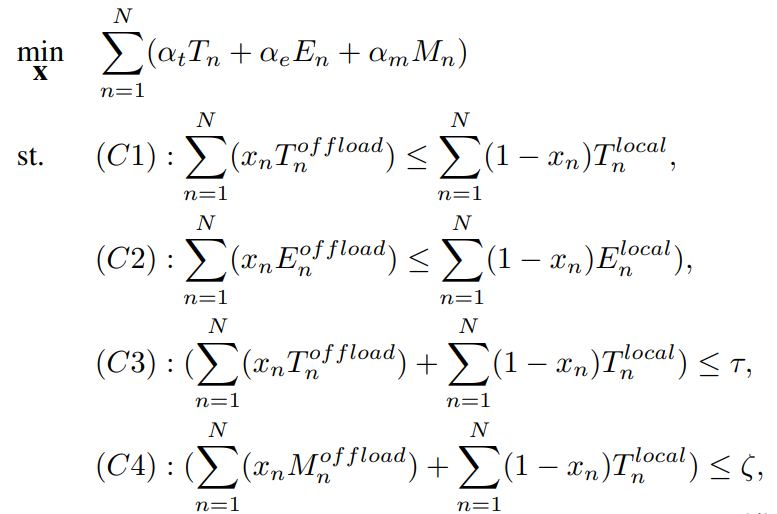 min_x ∑_{n=1}^{N} (α_t T_n + α_e E_n + α_m M_n)
st. (C1) : ∑_{n=1}^{N} (x_n T_n^{offload}) ≤ ∑_{n=1}^{N} (1 − x_n) T_n^{local},
(C2) : ∑_{n=1}^{N} (x_n E_n^{offload}) ≤ ∑_{n=1}^{N} (1 − x_n) E_n^{local}),
(C3) : (∑_{n=1}^{N} (x_n T_n^{offload}) + ∑_{n=1}^{N} (1 − x_n) T_n^{local}) ≤ τ,
(C4) : (∑_{n=1}^{N} (x_n M_n^{offload}) + ∑_{n=1}^{N} (1 − x_n) T_n^{local}) ≤ ζ,